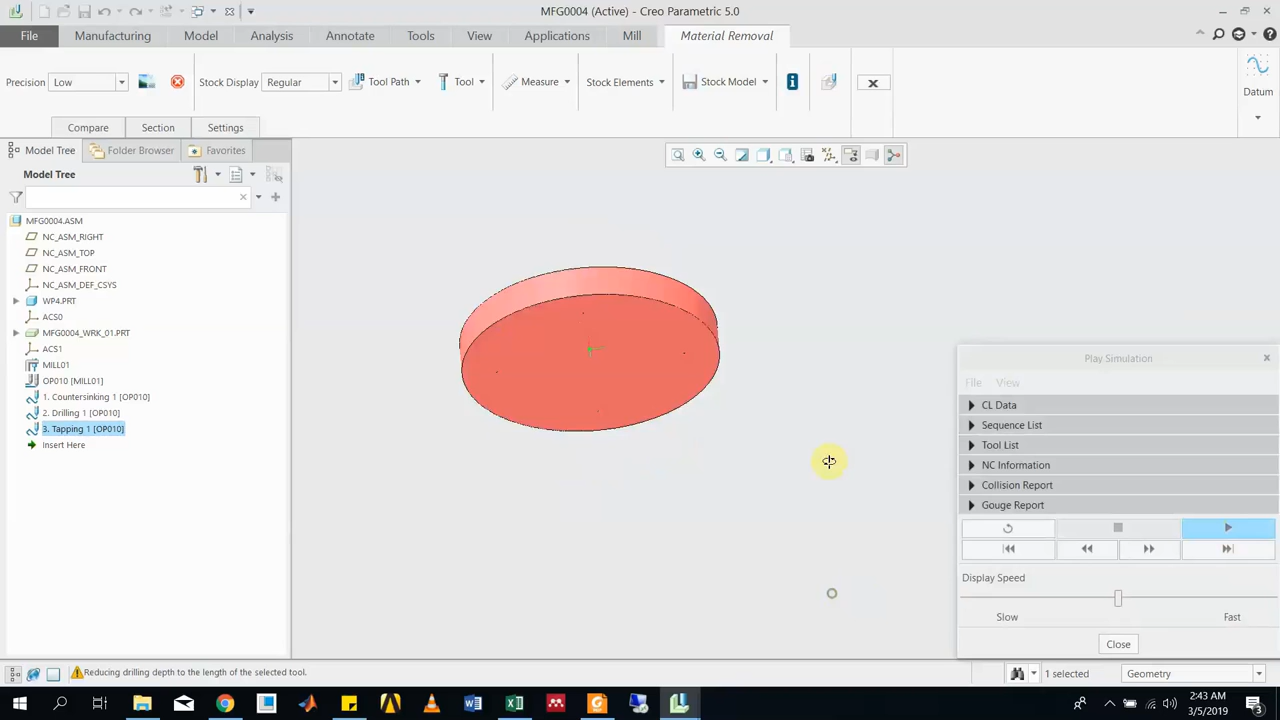 MFG0004 (Active) - Creo Parametric 5.0
File Manufacturing Model Analysis Annotate Tools View Applications Mill Material Removal
Precision Low Stock Display Regular Tool Path Tool Measure Stock Elements Stock Model
Datum
Compare Section Settings
Model Tree Folder Browser Favorites
Model Tree
MFG0004.ASM
NC_ASM_RIGHT
NC_ASM_TOP
NC_ASM_FRONT
NC_ASM_DEF_CSYS
WP4.PRT
ACS0
MFG0004_WRK_01.PRT
ACS1
MILL01
OP010 [MILL01]
1. Countersinking 1 [OP010]
2. Drilling 1 [OP010]
3. Tapping 1 [OP010]
Insert Here
Play Simulation
File View
CL Data
Sequence List
Tool List
NC Information
Collision Report
Gouge Report
Display Speed
Slow Fast
Close
Reducing drilling depth to the length of the selected tool.
1 selected Geometry
2:43 AM
3/5/2019